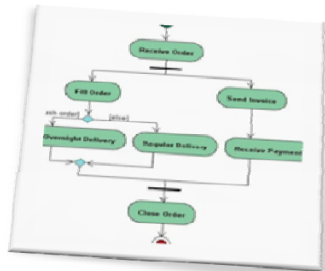 Receive Order
Fill Order
Send Invoice
[else]
Overnight Delivery
Regular Delivery
Receive Payment
Close Order